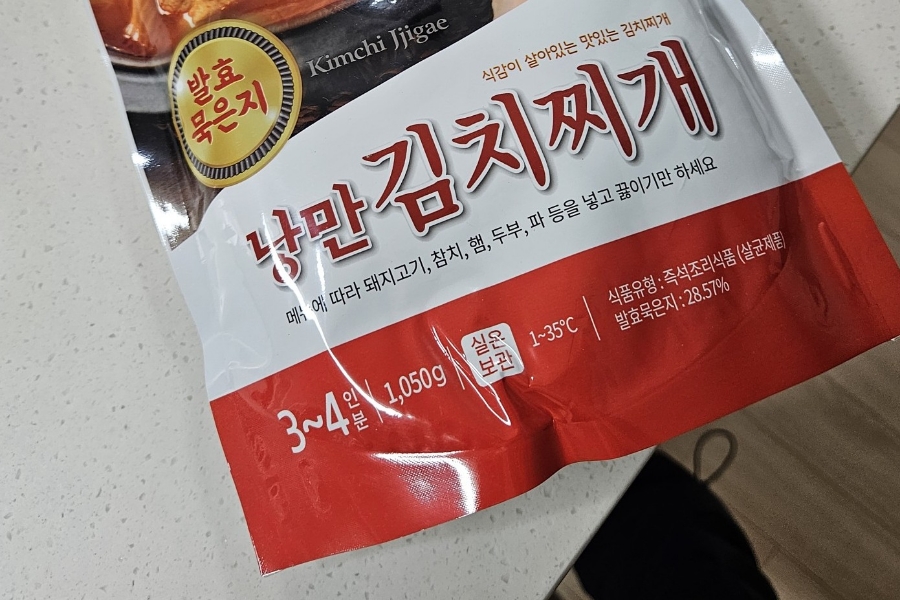 발효
묵은지
Kimchi Jjigae
식감이 살아있는 맛있는 김치찌개
낭만김치찌개
메뉴에 따라 돼지고기, 참치, 햄, 두부, 파 등을 넣고 끓이기만 하세요
3~4인분
1,050g
실온
보관
1~35℃
식품유형 : 즉석조리식품 (살균제품)
발효묵은지 : 28.57%